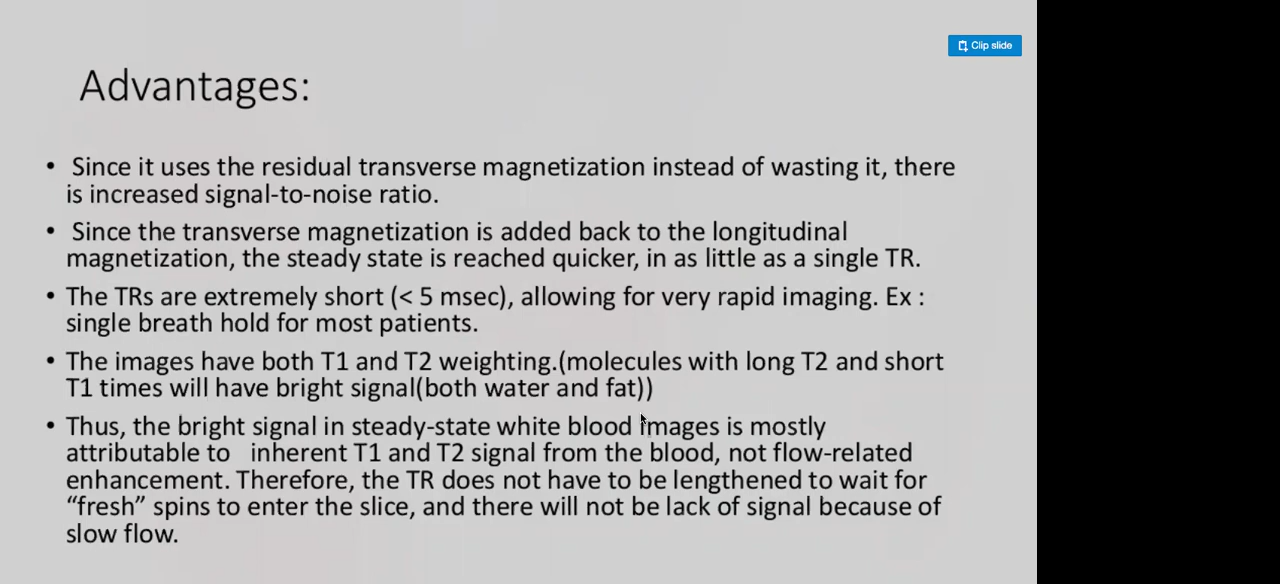 Clip slide
Advantages:
• Since it uses the residual transverse magnetization instead of wasting it, there
is increased signal-to-noise ratio.
• Since the transverse magnetization is added back to the longitudinal
magnetization, the steady state is reached quicker, in as little as a single TR.
• The TRs are extremely short (< 5 msec), allowing for very rapid imaging. Ex :
single breath hold for most patients.
• The images have both T1 and T2 weighting.(molecules with long T2 and short
T1 times will have bright signal(both water and fat))
• Thus, the bright signal in steady-state white blood images is mostly
attributable to inherent T1 and T2 signal from the blood, not flow-related
enhancement. Therefore, the TR does not have to be lengthened to wait for
“fresh” spins to enter the slice, and there will not be lack of signal because of
slow flow.